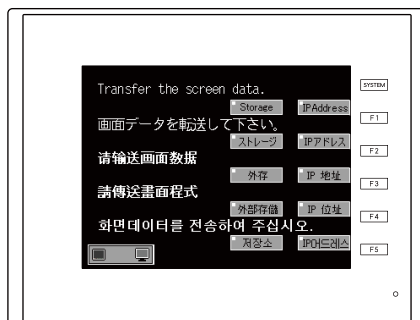 Transfer the screen data.
Storage IPAddress
画面データを転送して下さい。
ストレージ IPアドレス
请输送画面数据
外存 IP 地址
請傳送畫面程式
外部存儲 IP 位址
화면데이터를 전송하여 주십시오.
저장소 IP어드레스
SYSTEM
F1
F2
F3
F4
F5